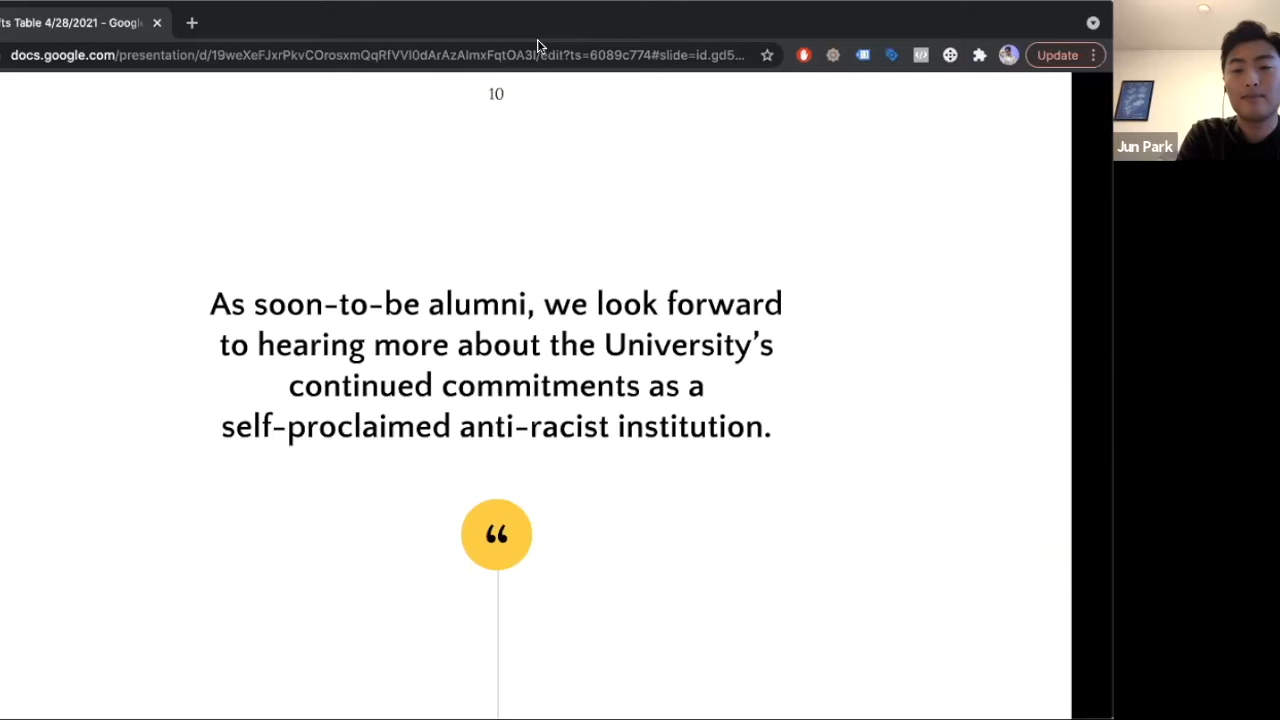 fts Table 4/28/2021 - Googl
docs.google.com/presentation/d/19weXeFJxrPkvCOrosxmQqRfVVl0dArAzAlmxFqtOA3I/edit?ts=6089c774#slide=id.gd5...
Update
10
As soon-to-be alumni, we look forward
to hearing more about the University’s
continued commitments as a
self-proclaimed anti-racist institution.
“
Jun Park